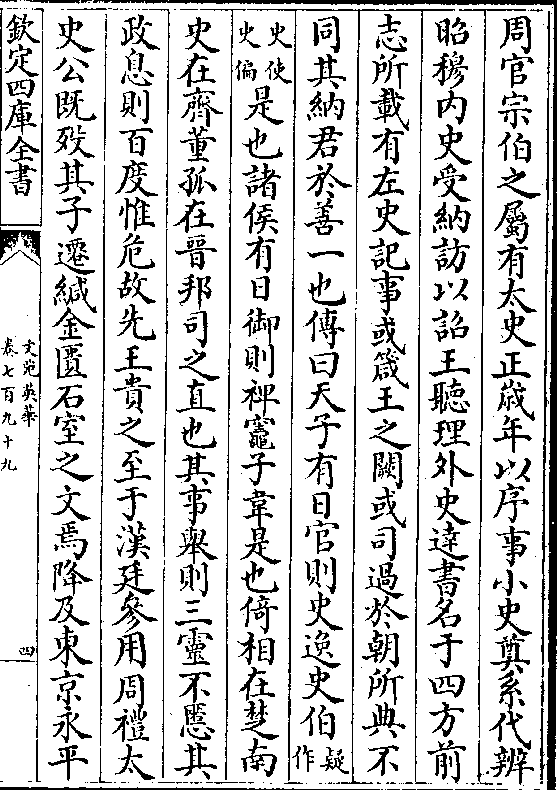 周官宗伯之屬有太史正嵗年以序事小史奠系代辨
昭穆内史受納訪以詔王聽理外史逹書名于四方前
志所載有左史記事或箴王之闕或司過於朝所典不
同其納君於善一也傳曰天子有日官則史逸史伯疑作
史使史徧是也諸侯有日御則禆竈子韋是也倚相在楚南
史在齊董狐在晉邦司之直也其事舉則三靈不慝其
政息則百度惟危故先王貴之至于漢廷參用周禮太
史公既殁其子遷緘金匱石室之文焉降及東京永平
欽定四庫全書
文苑英華
卷七百九十九
四